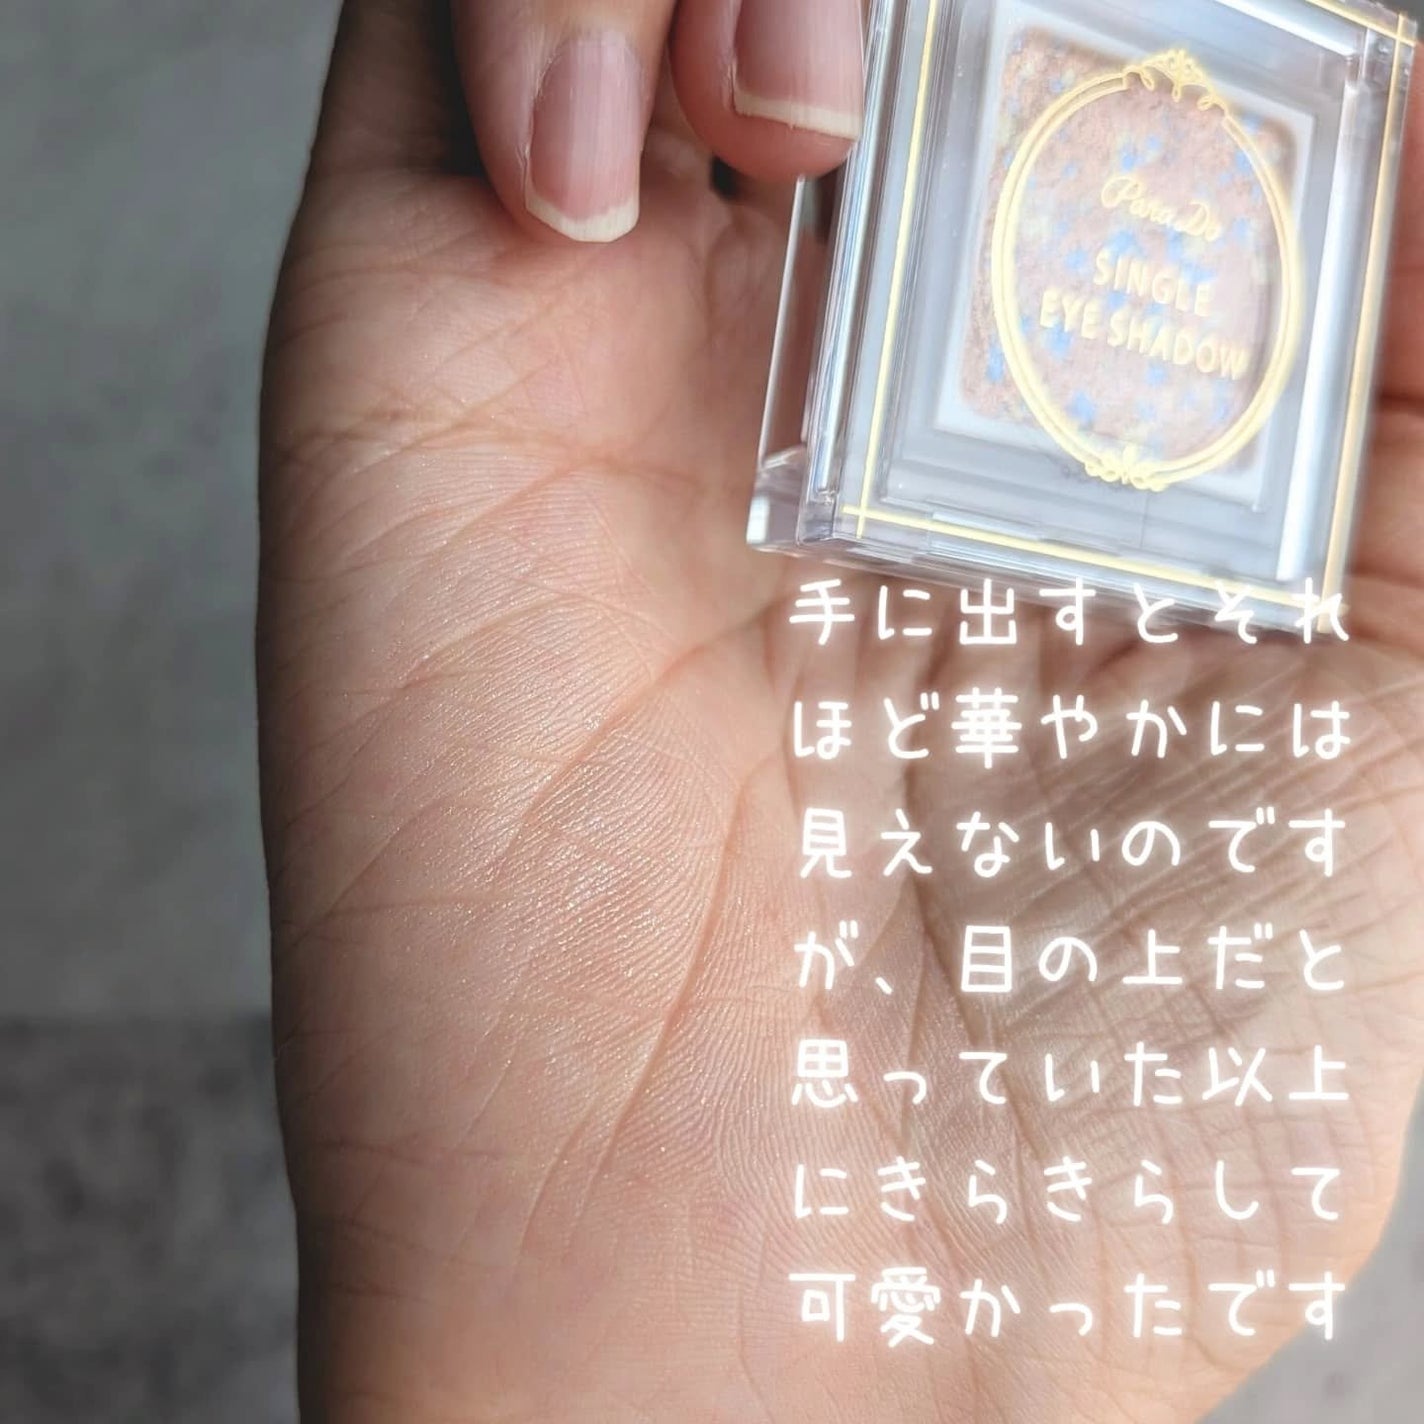 Para Do
SINGLE
EYE SHADOW
手に出すとそれ
ほど華やかには
見えないのです
が、目の上だと
思っていた以上
にきらきらして
可愛かったです